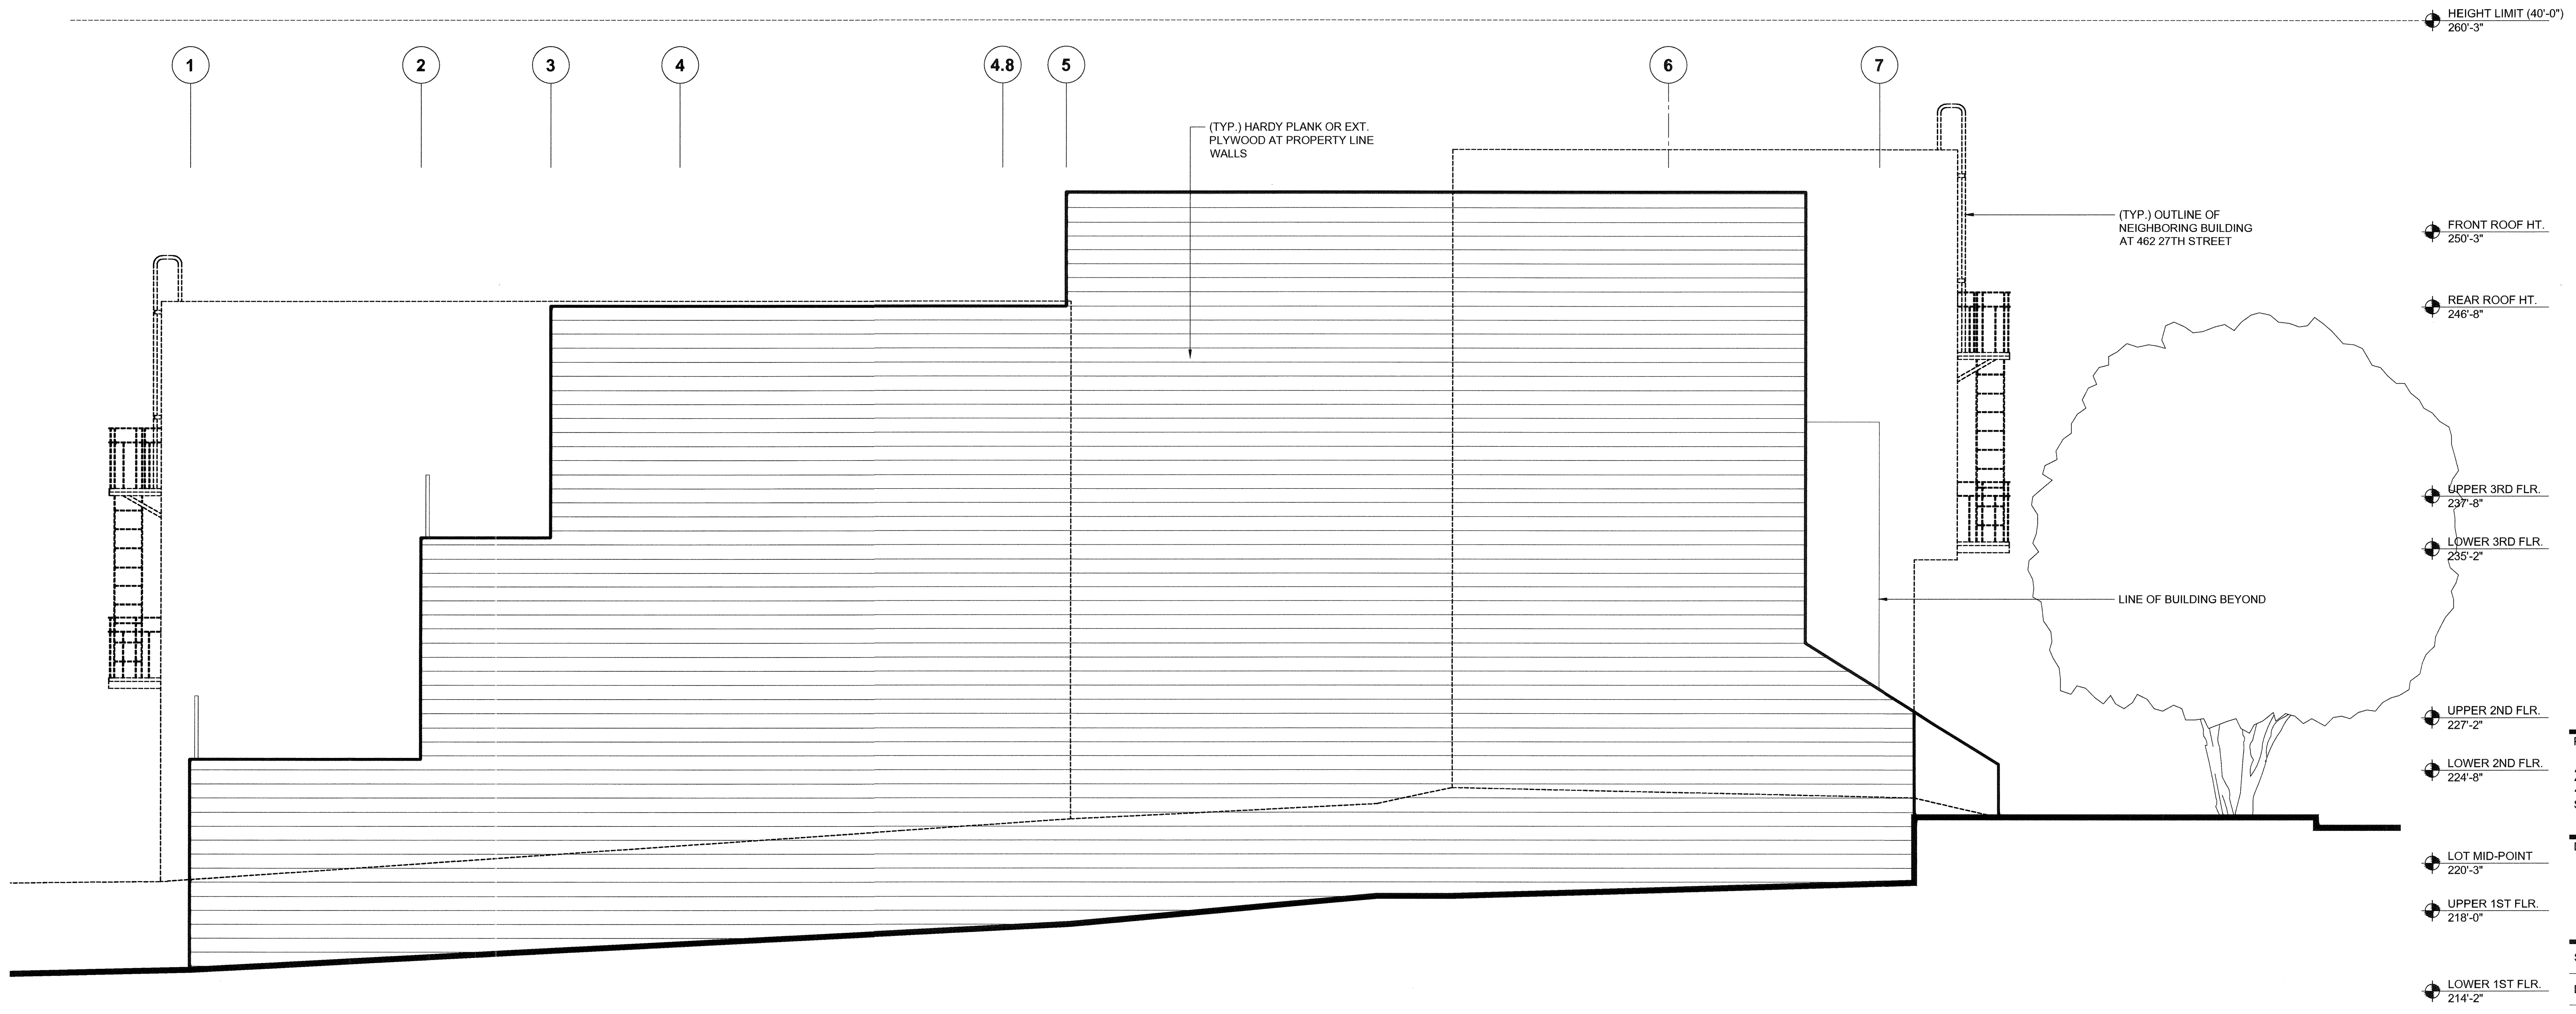 HEIGHT LIMIT (40'-0")
260'-3"
1
2
3
4
4.8
5
6
7
(TYP.) HARDY PLANK OR EXT.
PLYWOOD AT PROPERTY LINE
WALLS
(TYP.) OUTLINE OF
NEIGHBORING BUILDING
AT 462 27TH STREET
FRONT ROOF HT.
250'-3"
REAR ROOF HT.
246'-8"
UPPER 3RD FLR.
237'-8"
LOWER 3RD FLR.
235'-2"
LINE OF BUILDING BEYOND
UPPER 2ND FLR.
227'-2"
LOWER 2ND FLR.
224'-8"
LOT MID-POINT
220'-3"
UPPER 1ST FLR.
218'-0"
LOWER 1ST FLR.
214'-2"